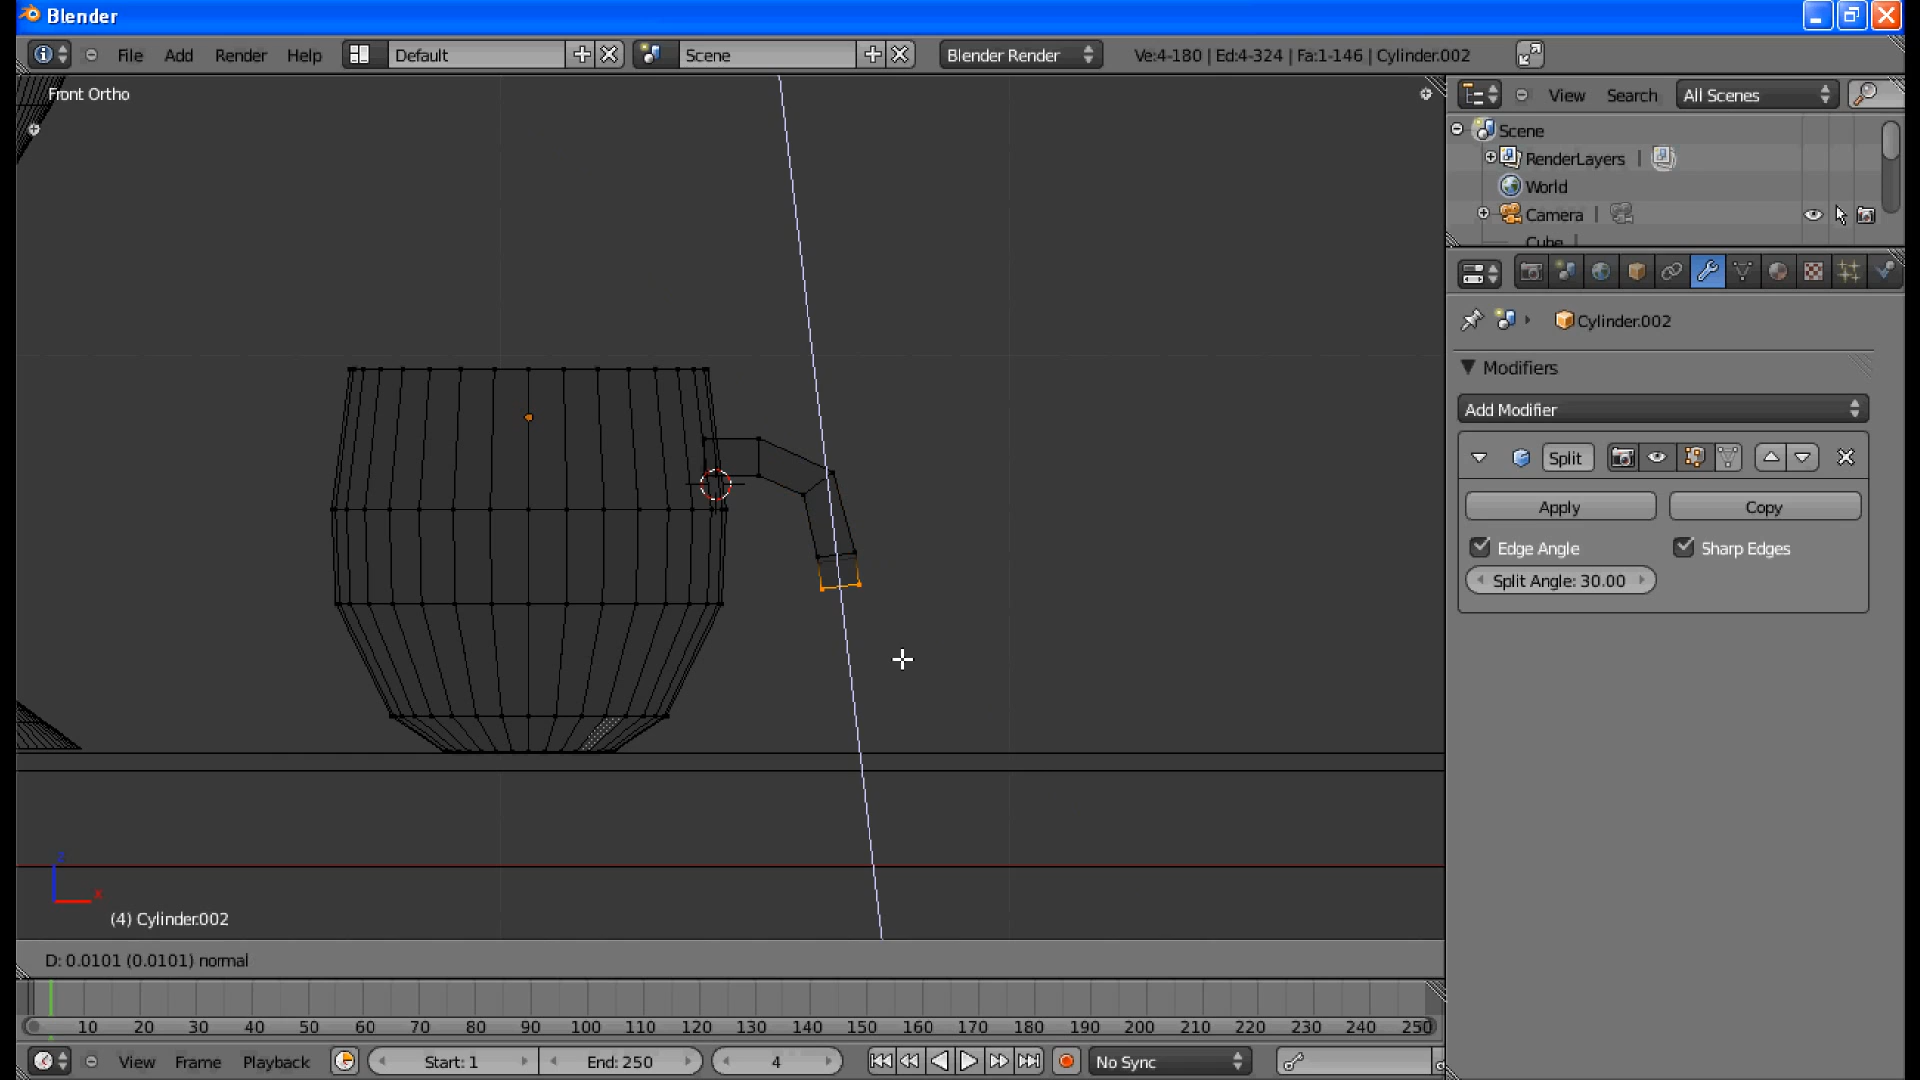 Blender
File Add Render Help Default Scene Blender Render Ve:4-180 | Ed:4-324 | Fa:1-146 | Cylinder.002
Front Ortho
View Search All Scenes
Scene
RenderLayers |
World
Camera |
Cube |
Cylinder.002
Modifiers
Add Modifier
Split
Apply Copy
Edge Angle Sharp Edges
Split Angle: 30.00
z
x
(4) Cylinder.002
D: 0.0101 (0.0101) normal
10 20 30 40 50 60 70 80 90 100 110 120 130 140 150 160 170 180 190 200 210 220 230 240 250
View Frame Playback Start: 1 End: 250 4 No Sync